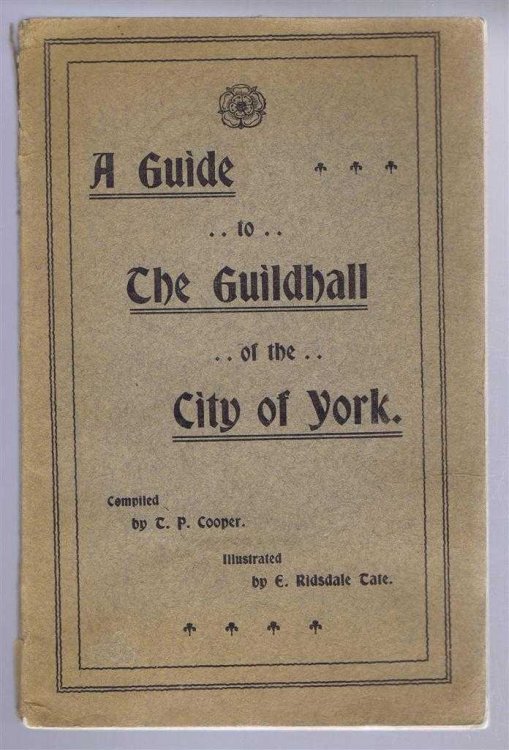 A Guide
.. to ..
The Guildhall
.. of the ..
City of York.
Compiled
by T. P. Cooper.
Illustrated
by E. Ridsdale Tate.